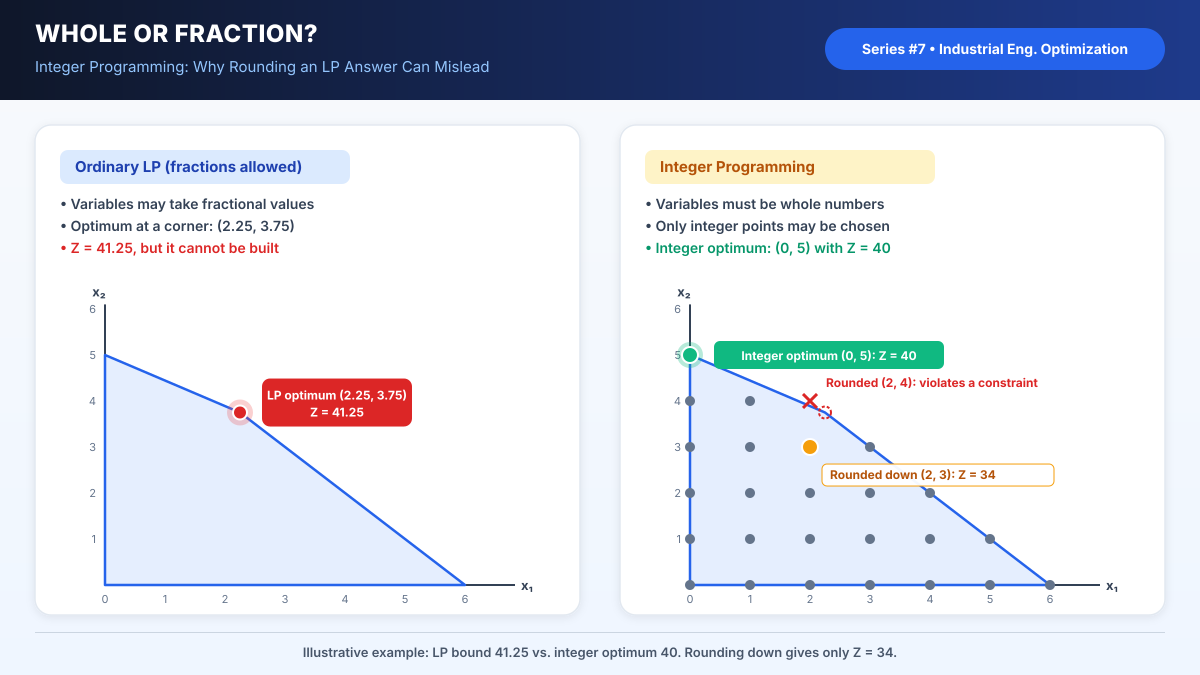 WHOLE OR FRACTION?
Integer Programming: Why Rounding an LP Answer Can Mislead
Series #7 • Industrial Eng. Optimization
Ordinary LP (fractions allowed)
• Variables may take fractional values
• Optimum at a corner: (2.25, 3.75)
• Z = 41.25, but it cannot be built
x₂
6
5
4
3
2
1
LP optimum (2.25, 3.75)
Z = 41.25
0 1 2 3 4 5 6
x₁
Integer Programming
• Variables must be whole numbers
• Only integer points may be chosen
• Integer optimum: (0, 5) with Z = 40
x₂
6
5
4
3
2
1
Integer optimum (0, 5): Z = 40
Rounded (2, 4): violates a constraint
Rounded down (2, 3): Z = 34
0 1 2 3 4 5 6
x₁
Illustrative example: LP bound 41.25 vs. integer optimum 40. Rounding down gives only Z = 34.